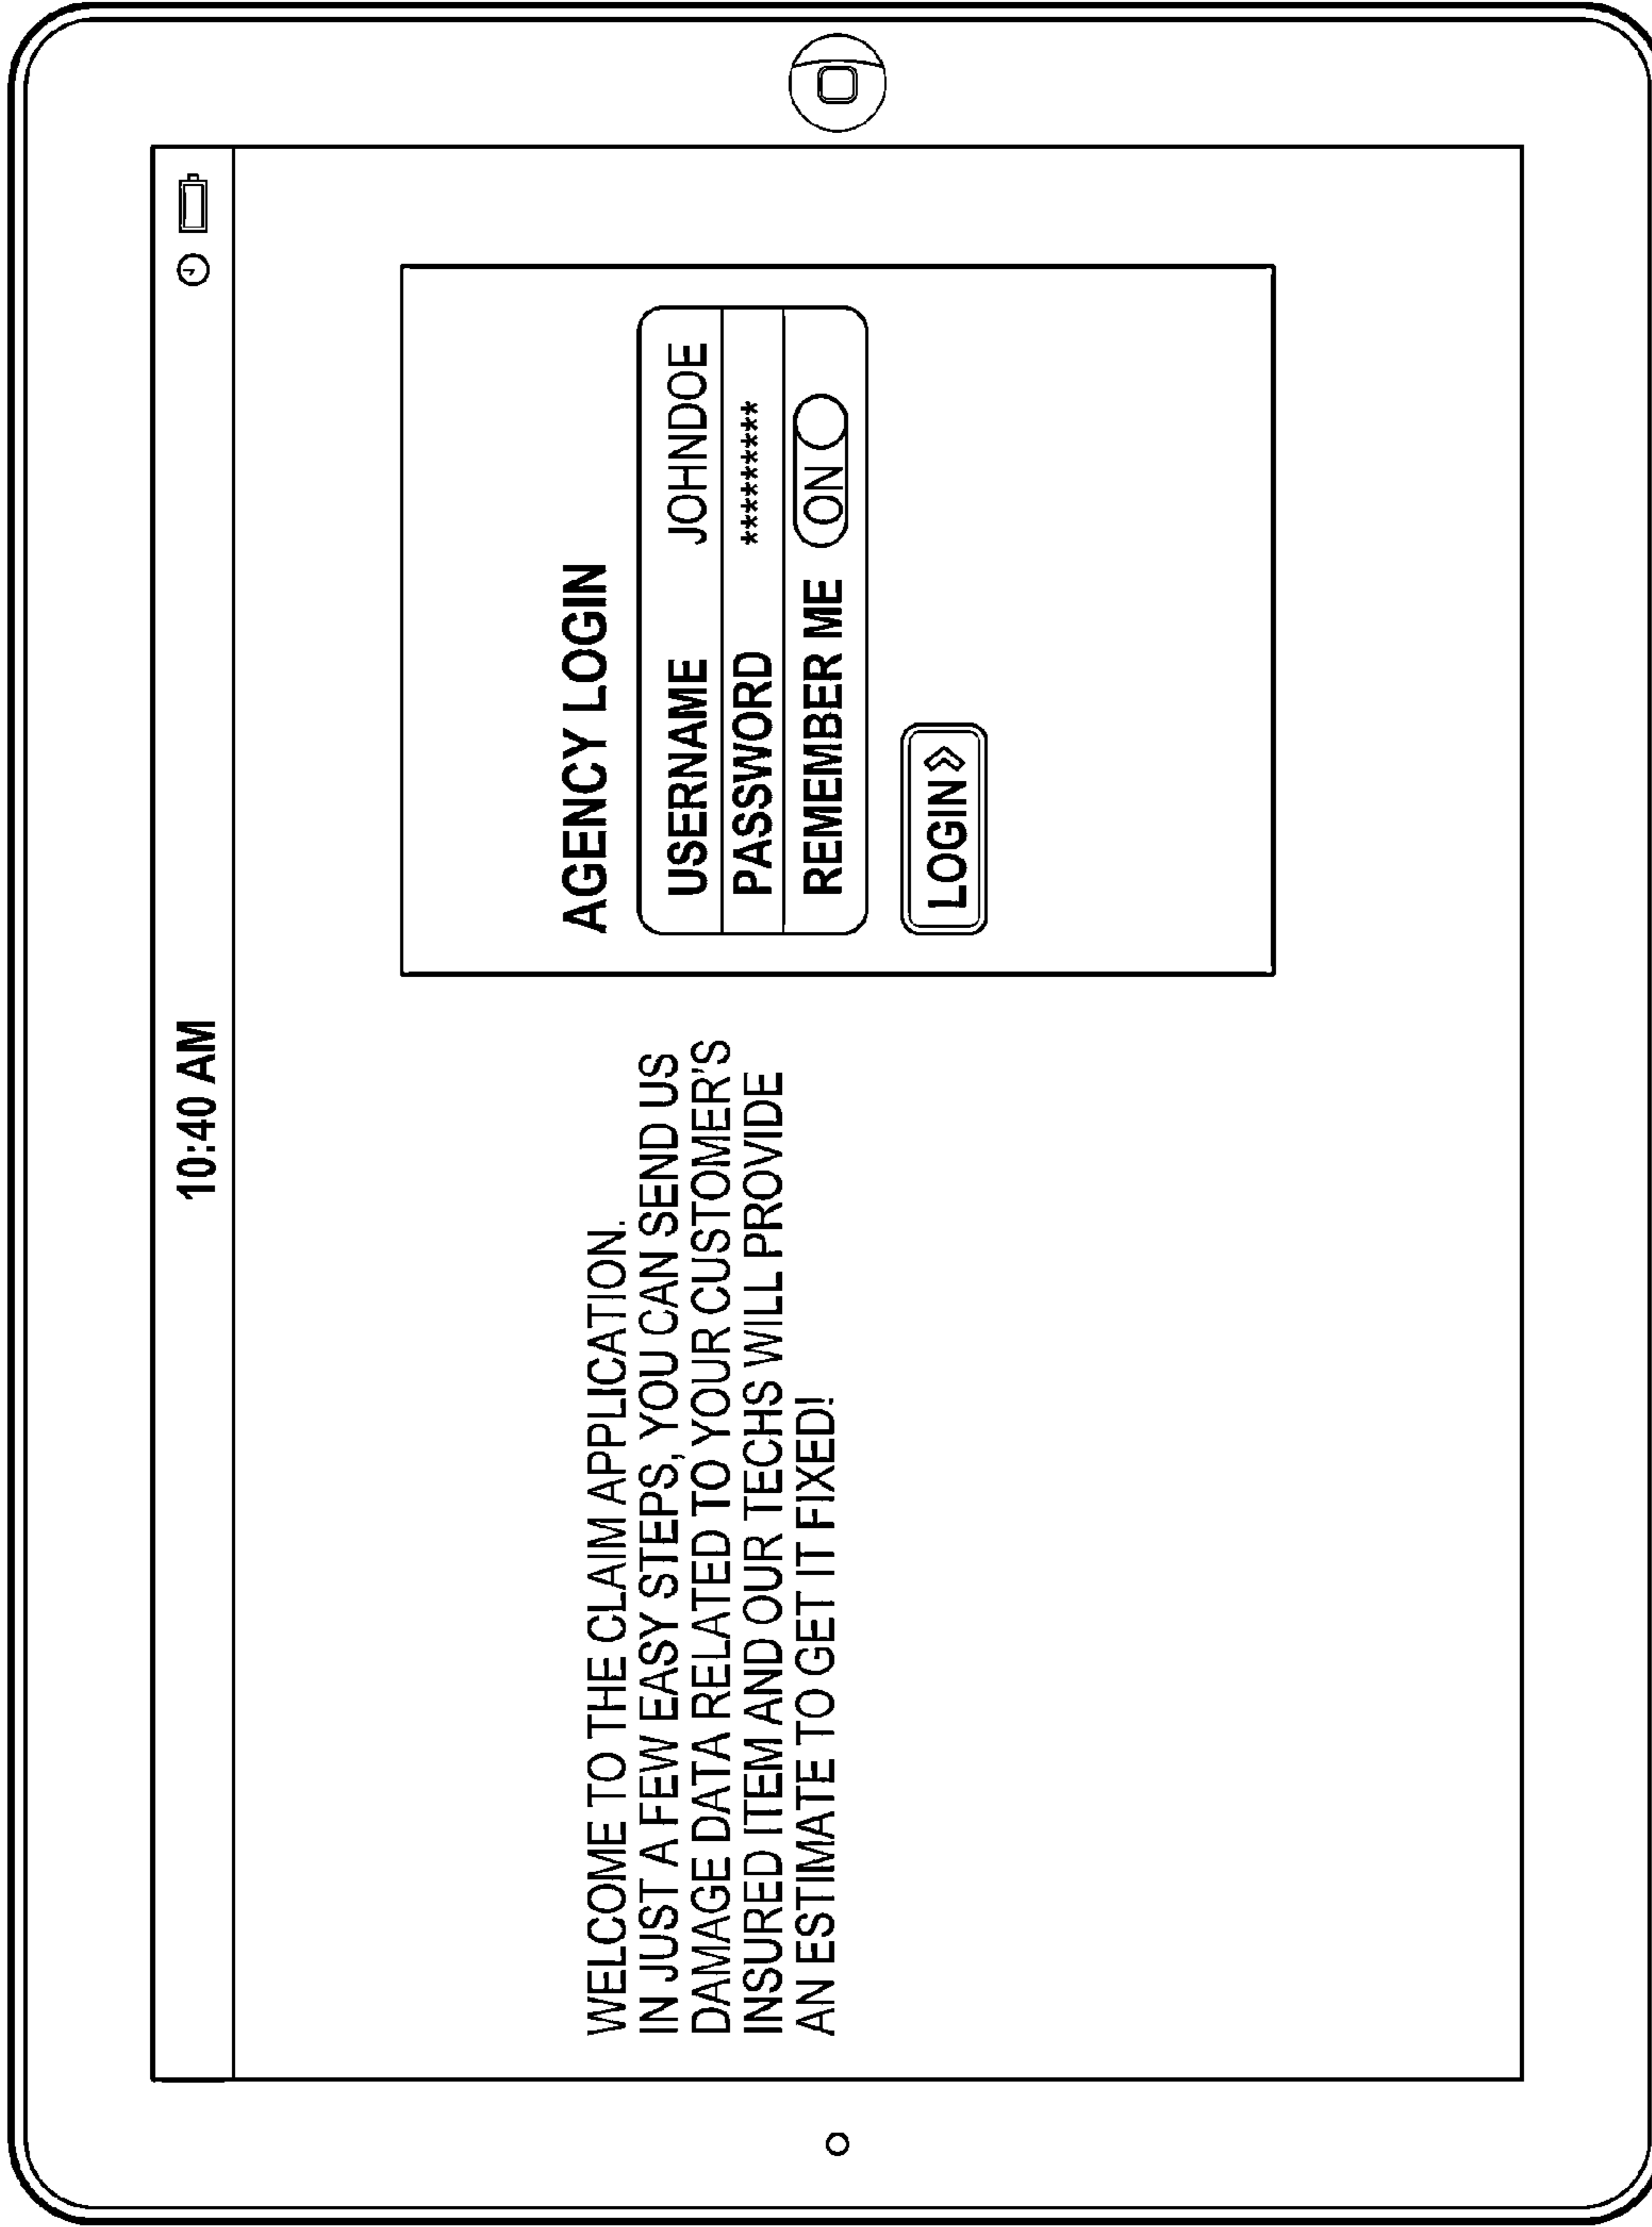 10:40 AM
WELCOME TO THE CLAIM APPLICATION.
IN JUST A FEW EASY STEPS, YOU CAN SEND US
DAMAGE DATA RELATED TO YOUR CUSTOMER'S
INSURED ITEM AND OUR TECHS WILL PROVIDE
AN ESTIMATE TO GET IT FIXED!
AGENCY LOGIN
USERNAME JOHNDOE
PASSWORD *********
REMEMBER ME ON
LOGIN »